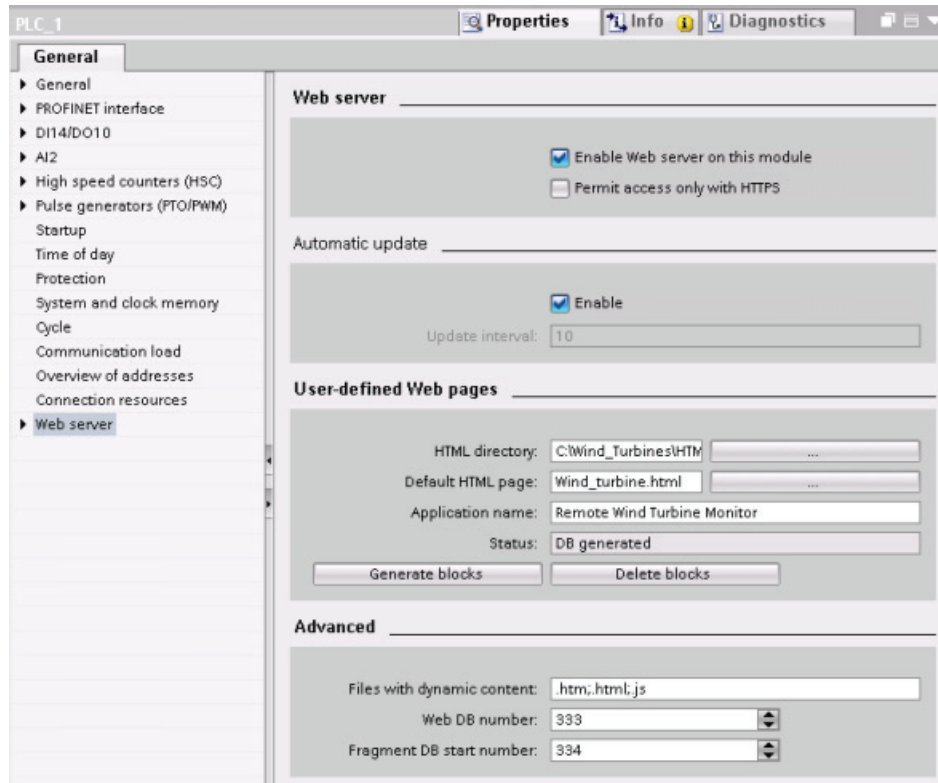 PLC_1
Properties
Info
Diagnostics
General
General
PROFINET interface
DI14/DO10
AI2
High speed counters (HSC)
Pulse generators (PTO/PWM)
Startup
Time of day
Protection
System and clock memory
Cycle
Communication load
Overview of addresses
Connection resources
Web server
Web server
Enable Web server on this module
Permit access only with HTTPS
Automatic update
Enable
Update interval: 10
User-defined Web pages
HTML directory: C:\Wind_Turbines\HTM ...
Default HTML page: Wind_turbine.html ...
Application name: Remote Wind Turbine Monitor
Status: DB generated
Generate blocks Delete blocks
Advanced
Files with dynamic content: .htm;.html;.js
Web DB number: 333
Fragment DB start number: 334